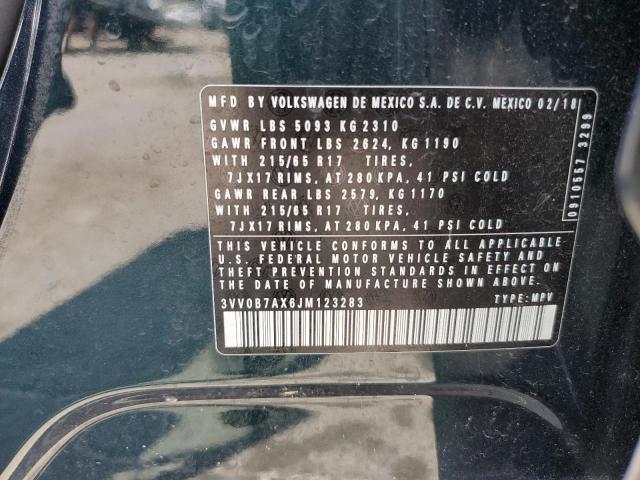 MFD BY VOLKSWAGEN DE MEXICO S.A. DE C.V. MEXICO 02/18
GVWR LBS 5093 KG 2310
GAWR FRONT LBS 2624, KG 1190
WITH 215/65 R17 TIRES,
7JX17 RIMS, AT 280 KPA, 41 PSI COLD
GAWR REAR LBS 2579, KG 1170
WITH 215/65 R17 TIRES,
7JX17 RIMS, AT 280 KPA, 41 PSI COLD
THIS VEHICLE CONFORMS TO ALL APPLICABLE
U.S. FEDERAL MOTOR VEHICLE SAFETY AND
THEFT PREVENTION STANDARDS IN EFFECT ON
THE DATE OF MANUFACTURE SHOWN ABOVE.
3VV0B7AX6JM123283 TYPE: MPV
0910557 3299